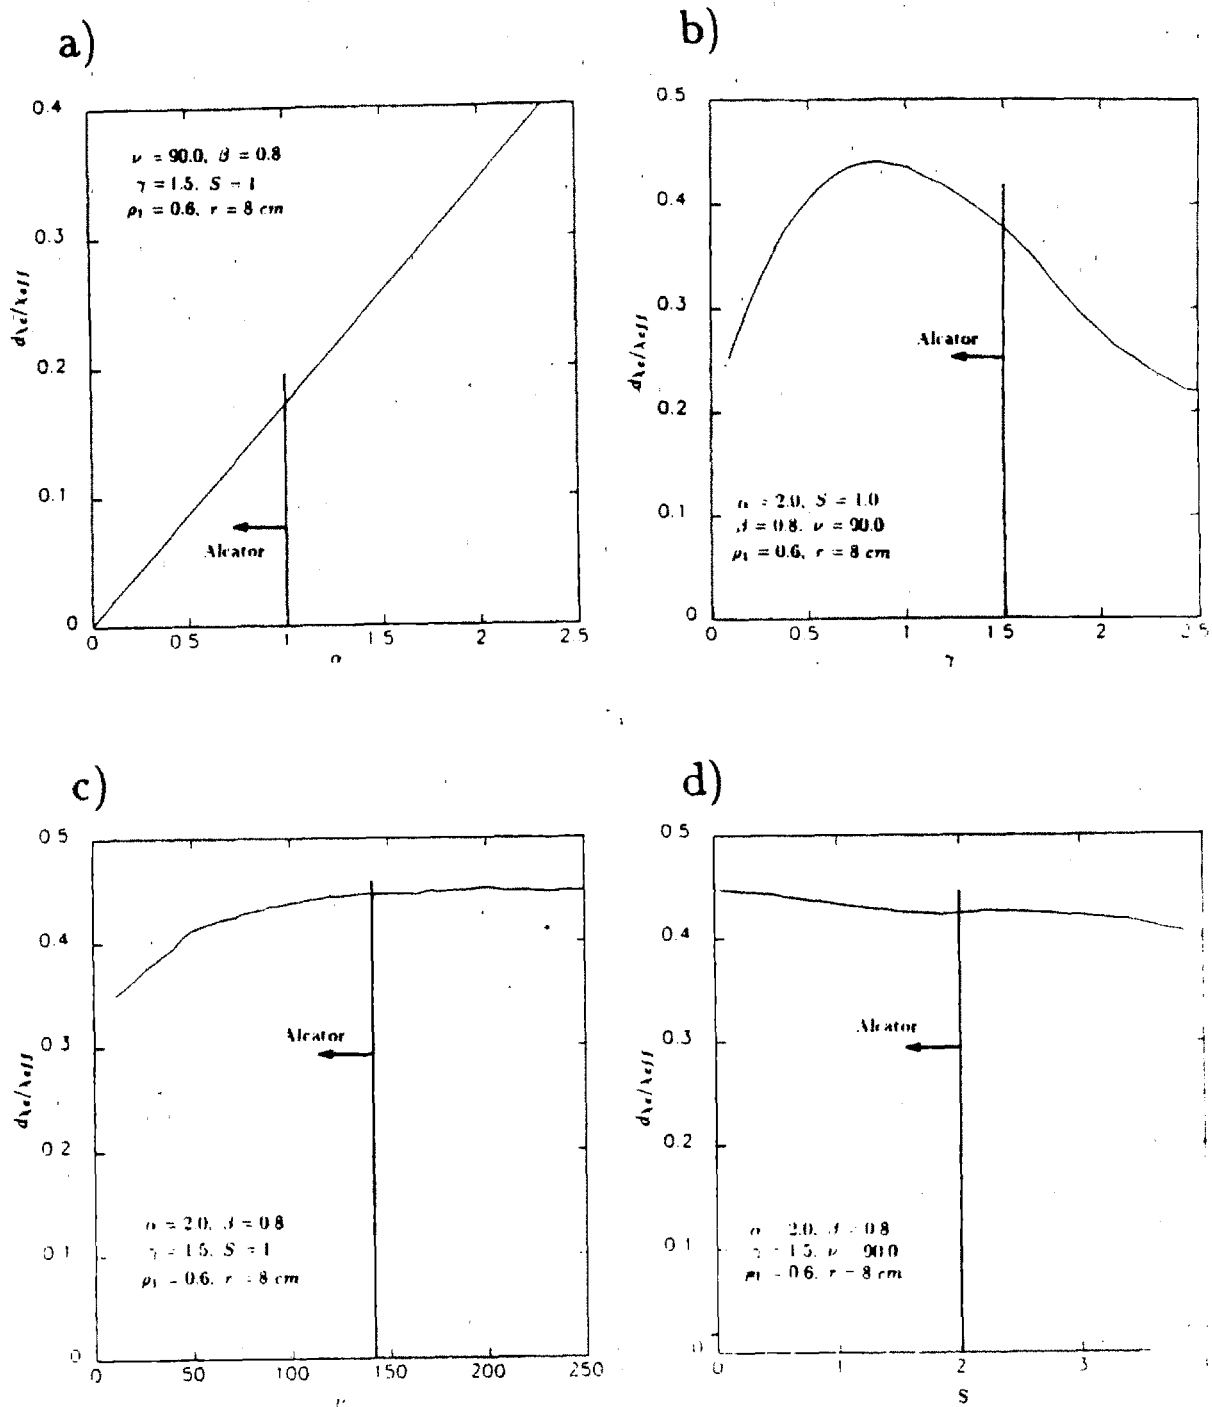 a)
0.4
0.3
0.2
0.1
0
ν = 90.0, β = 0.8
γ = 1.5, S = 1
ρ₁ = 0.6, r = 8 cm
Alcator
0 0.5 1 1.5 2 2.5
α
b)
0.5
0.4
0.3
0.2
0.1
0
Alcator
α = 2.0, S = 1.0
β = 0.8, ν = 90.0
ρ₁ = 0.6, r = 8 cm
0 0.5 1 1.5 2 2.5
γ
c)
0.5
0.4
0.3
0.2
0.1
0
Alcator
α = 2.0, β = 0.8
γ = 1.5, S = 1
ρ₁ = 0.6, r = 8 cm
0 50 100 150 200 250
ν
d)
0.5
0.4
0.3
0.2
0.1
0
Alcator
α = 2.0, β = 0.8
γ = 1.5, ν = 90.0
ρ₁ = 0.6, r = 8 cm
0 1 2 3
S